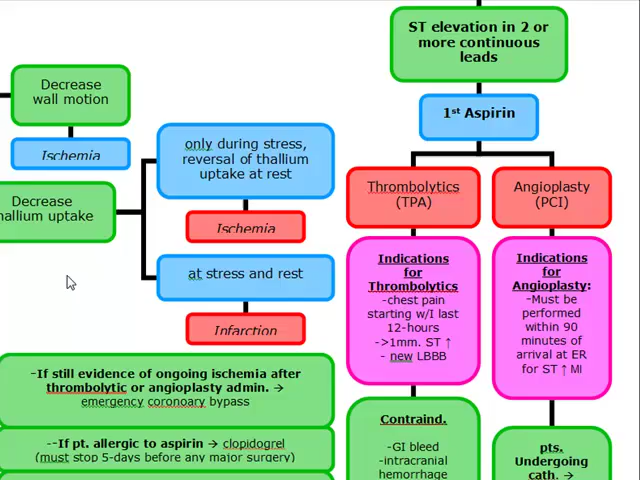 ST elevation in 2 or
more continuous
leads
Decrease
wall motion
1st Aspirin
Ischemia
only during stress,
reversal of thallium
uptake at rest
Thrombolytics
(TPA)
Angioplasty
(PCI)
Decrease
hallium uptake
Ischemia
at stress and rest
Infarction
Indications
for
Thrombolytics
-chest pain
starting w/I last
12-hours
->1mm. ST ↑
- new LBBB
Indications
for
Angioplasty:
-Must be
performed
within 90
minutes of
arrival at ER
for ST ↑ MI
-If still evidence of ongoing ischemia after
thrombolytic or angioplasty admin. →
emergency coronoary bypass
--If pt. allergic to aspirin → clopidogrel
(must stop 5-days before any major surgery)
Contraind.
-GI bleed
-intracranial
hemorrhage
pts.
Undergoing
cath. →